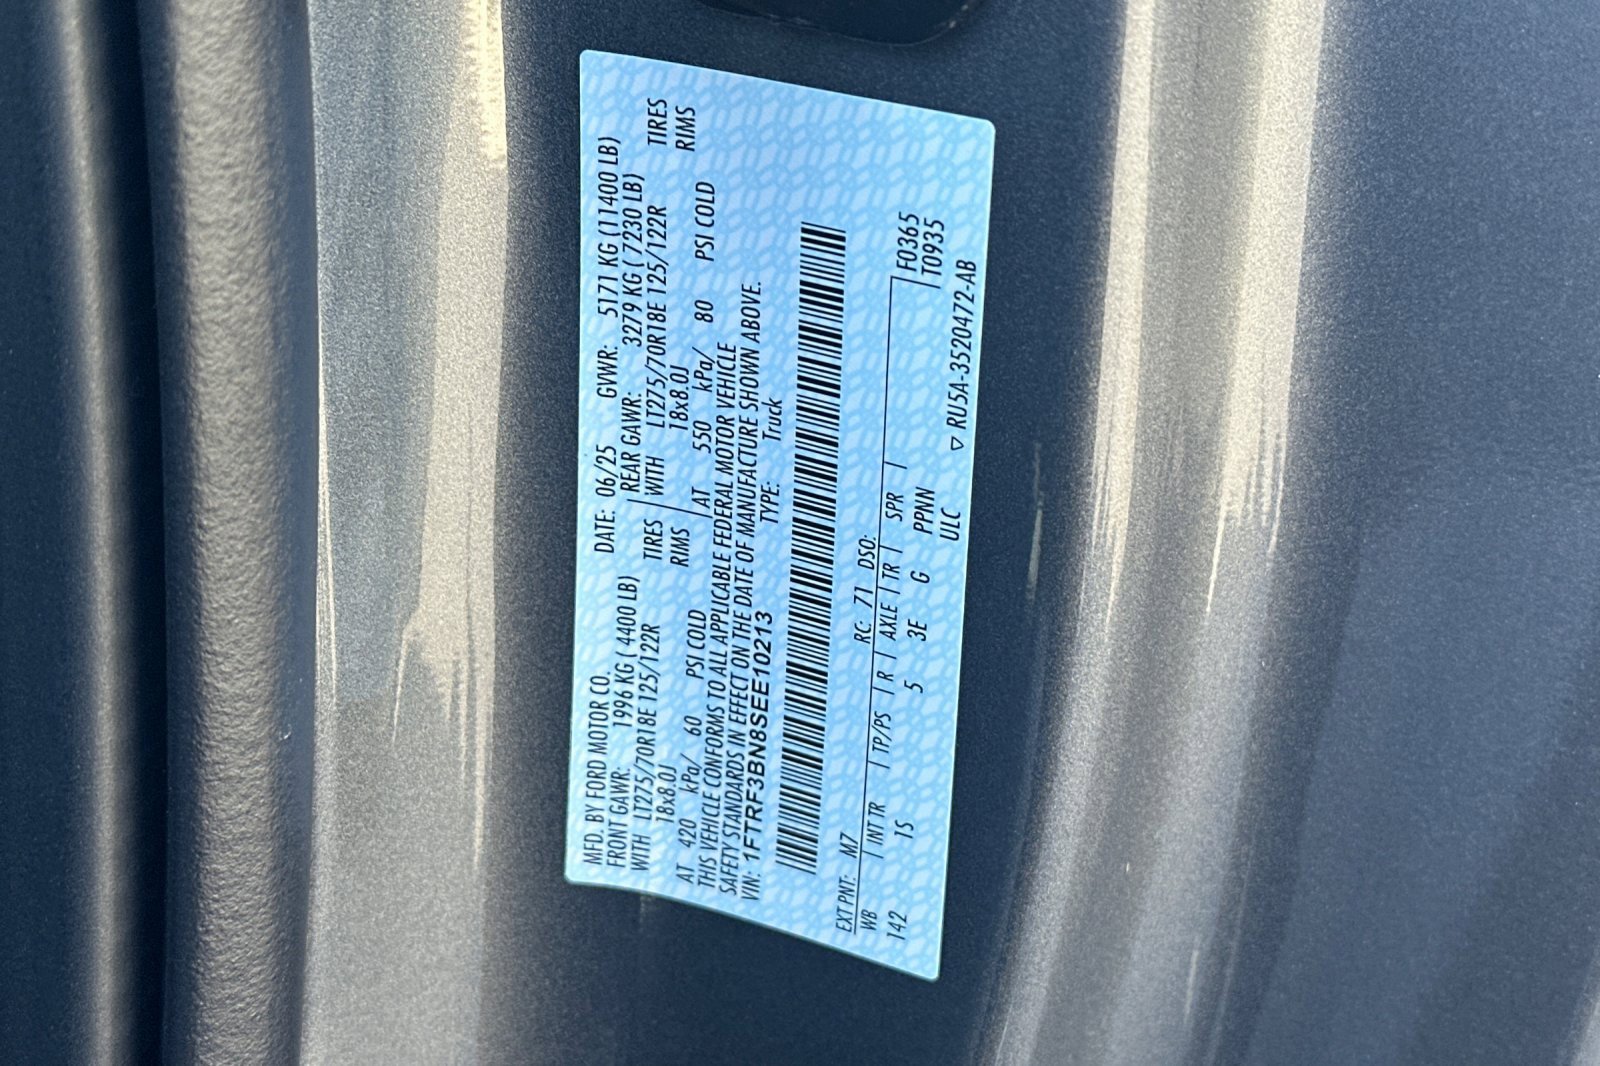 MFD. BY FORD MOTOR CO.
DATE: 06/25 GVWR: 5171 KG (11400 LB)
FRONT GAWR: 1996 KG ( 4400 LB)
REAR GAWR: 3279 KG ( 7230 LB)
WITH LT275/70R18E 125/122R TIRES
WITH LT275/70R18E 125/122R TIRES
18x8.0J RIMS
18x8.0J RIMS
AT 420 kPa/ 60 PSI COLD
AT 550 kPa/ 80 PSI COLD
THIS VEHICLE CONFORMS TO ALL APPLICABLE FEDERAL MOTOR VEHICLE
SAFETY STANDARDS IN EFFECT ON THE DATE OF MANUFACTURE SHOWN ABOVE.
VIN: 1FTRF3BN8SEE10213 TYPE: Truck
EXT PNT: M7 RC: 71 DSO: F0365
WB INT TR TP/PS R AXLE TR SPR T0935
142 1S 5 3E G PPNN
ULC ▽ RU5A-3520472-AB